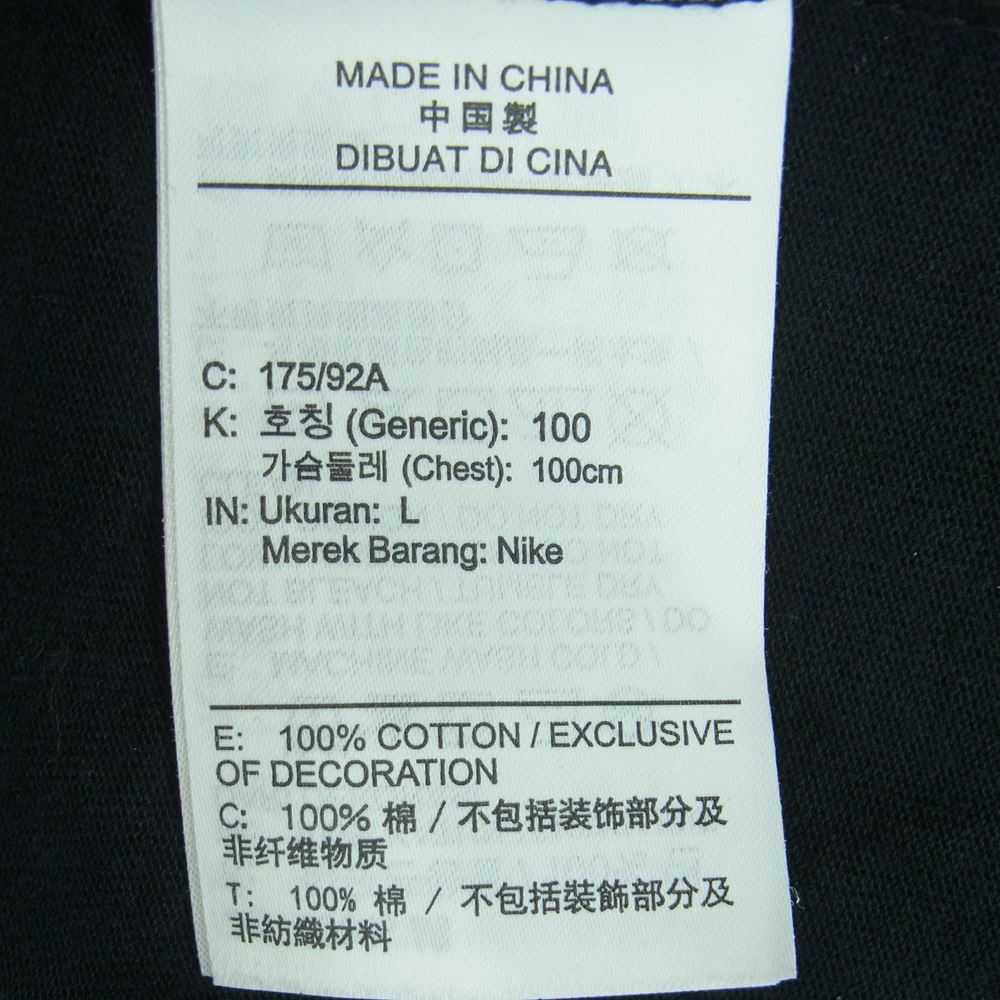 MADE IN CHINA
中国製
DIBUAT DI CINA
C: 175/92A
K: 호칭 (Generic): 100
가슴둘레 (Chest): 100cm
IN: Ukuran: L
Merek Barang: Nike
E: 100% COTTON / EXCLUSIVE
OF DECORATION
C: 100% 棉 / 不包括装饰部分及
非纤维物质
T: 100% 棉 / 不包括裝飾部分及
非紡織材料